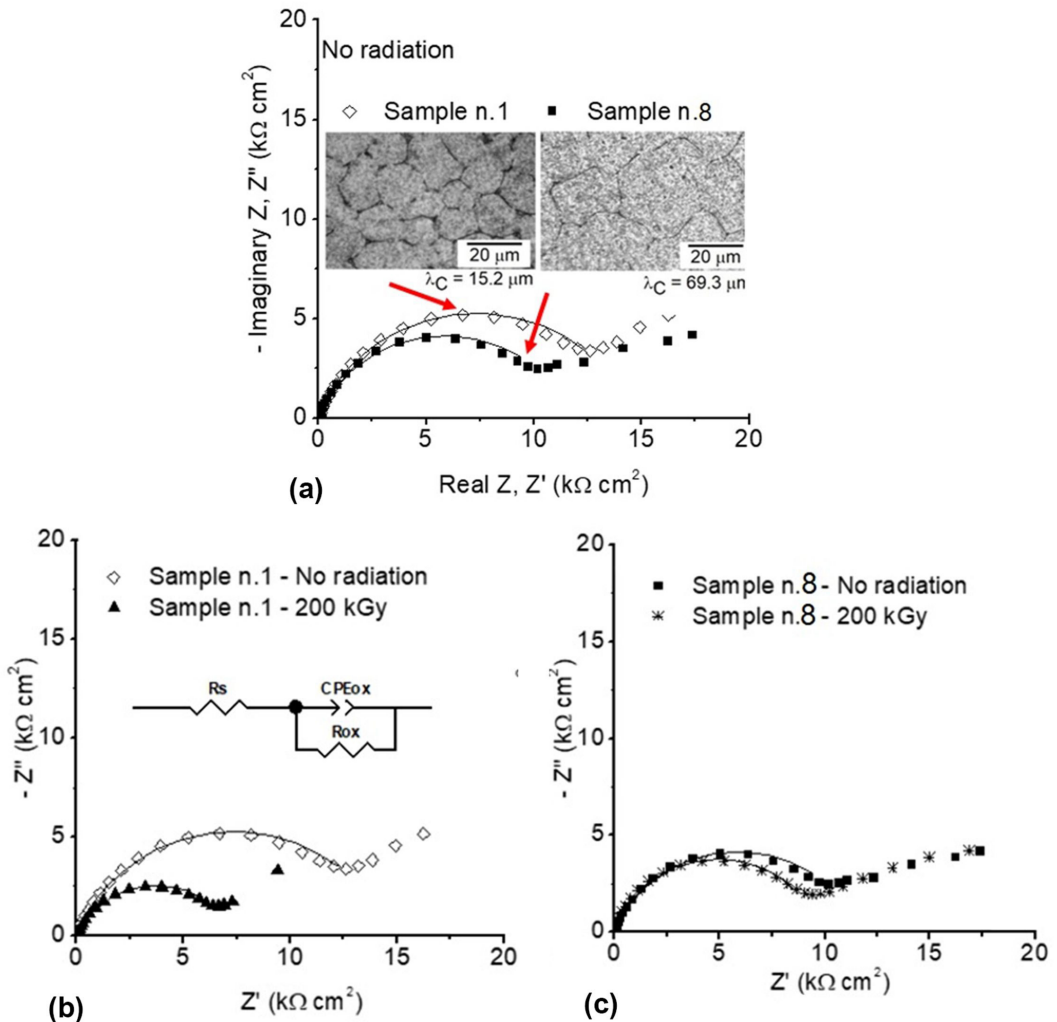 20
No radiation
15
Sample n.1 Sample n.8
10
20 μm 20 μm
λC = 15.2 μm λC = 69.3 μn
5
0
0 5 10 15 20
- Imaginary Z, Z" (kΩ cm²)
Real Z, Z' (kΩ cm²)
(a)
20
Sample n.1 - No radiation
Sample n.1 - 200 kGy
15
Rs CPEox
Rox
10
5
0
0 5 10 15 20
- Z" (kΩ cm²)
Z' (kΩ cm²)
(b)
20
Sample n.8 - No radiation
Sample n.8 - 200 kGy
15
10
5
0
0 5 10 15 20
- Z" (kΩ cm²)
Z' (kΩ cm²)
(c)